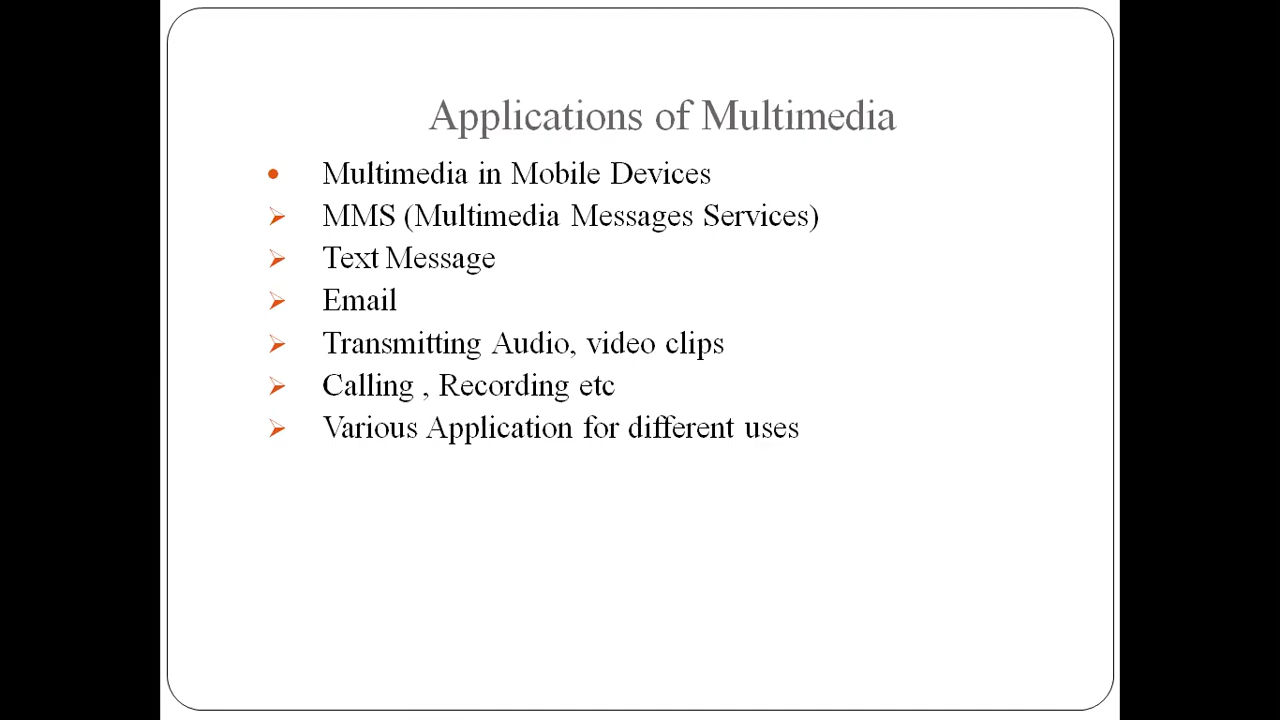 Applications of Multimedia
Multimedia in Mobile Devices
MMS (Multimedia Messages Services)
Text Message
Email
Transmitting Audio, video clips
Calling , Recording etc
Various Application for different uses